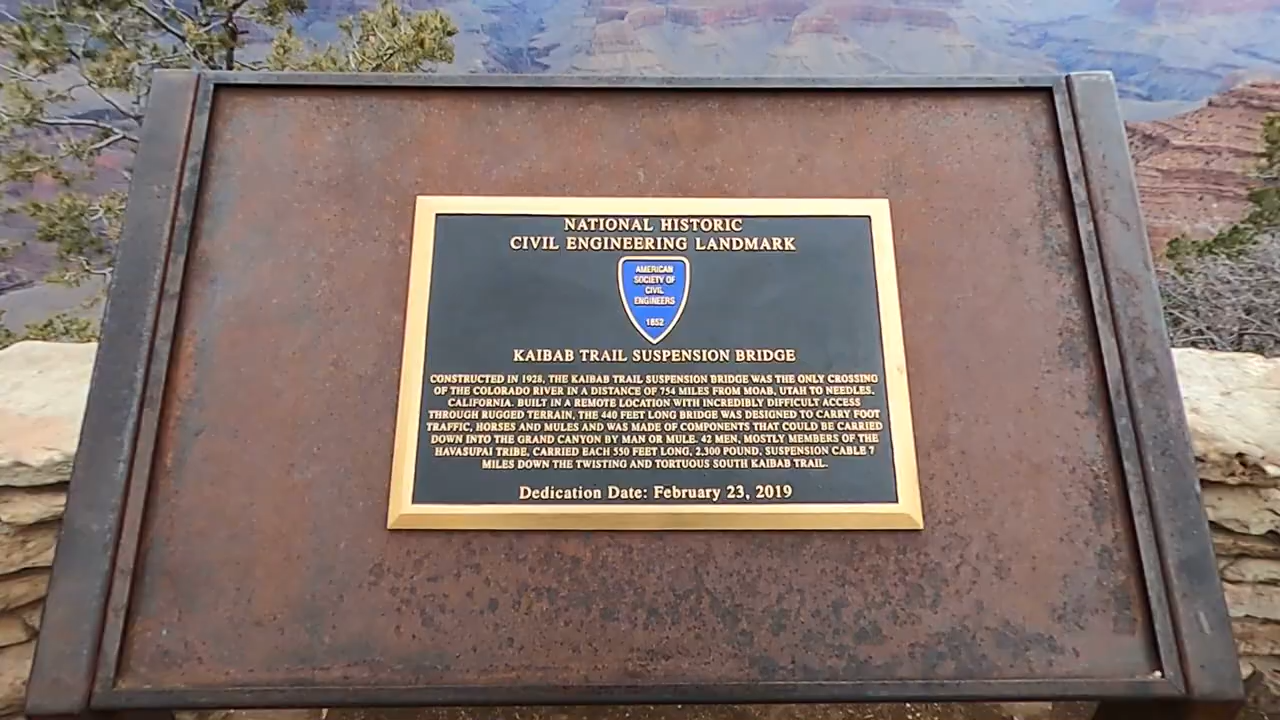 NATIONAL HISTORIC
CIVIL ENGINEERING LANDMARK
AMERICAN
SOCIETY OF
CIVIL
ENGINEERS
1852
KAIBAB TRAIL SUSPENSION BRIDGE
CONSTRUCTED IN 1928, THE KAIBAB TRAIL SUSPENSION BRIDGE WAS THE ONLY CROSSING
OF THE COLORADO RIVER IN A DISTANCE OF 754 MILES FROM MOAB, UTAH TO NEEDLES,
CALIFORNIA. BUILT IN A REMOTE LOCATION WITH INCREDIBLY DIFFICULT ACCESS
THROUGH RUGGED TERRAIN, THE 440 FEET LONG BRIDGE WAS DESIGNED TO CARRY FOOT
TRAFFIC, HORSES AND MULES AND WAS MADE OF COMPONENTS THAT COULD BE CARRIED
DOWN INTO THE GRAND CANYON BY MAN OR MULE. 42 MEN, MOSTLY MEMBERS OF THE
HAVASUPAI TRIBE, CARRIED EACH 550 FEET LONG, 2,300 POUND, SUSPENSION CABLE 7
MILES DOWN THE TWISTING AND TORTUOUS SOUTH KAIBAB TRAIL.
Dedication Date: February 23, 2019